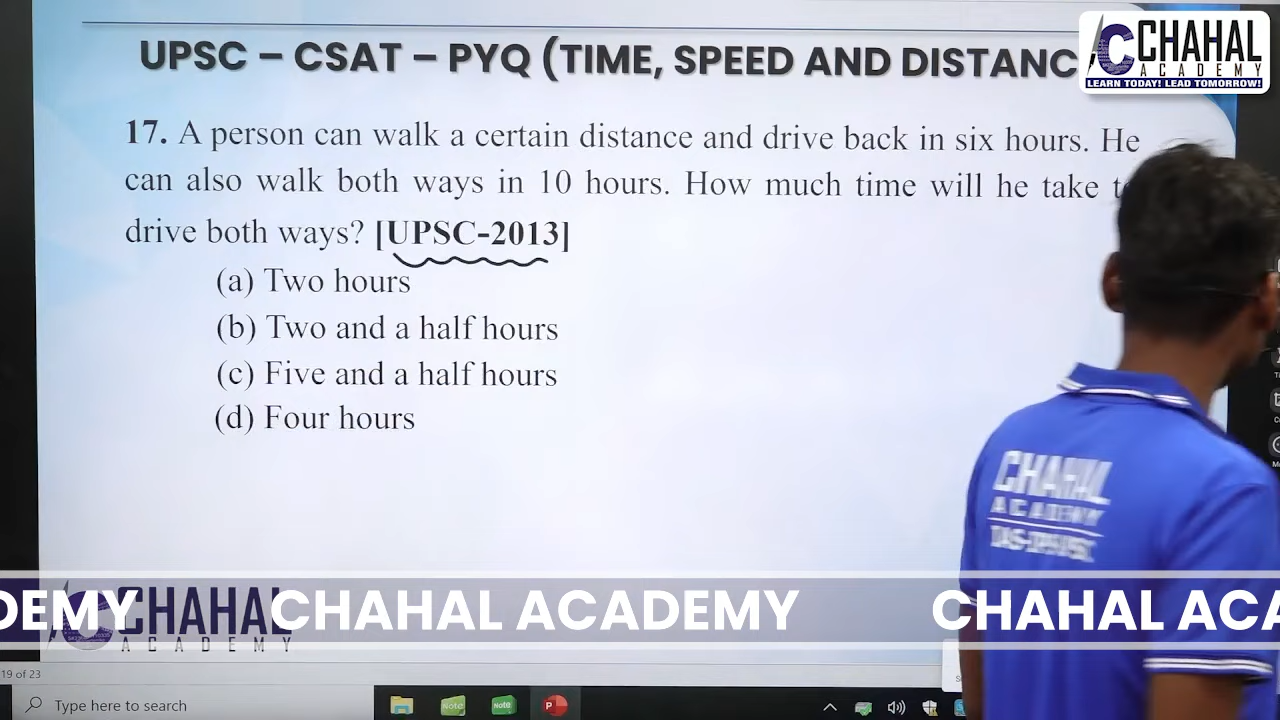 UPSC – CSAT – PYQ (TIME, SPEED AND DISTANC
CHAHAL
ACADEMY
LEARN TODAY! LEAD TOMORROW!
17. A person can walk a certain distance and drive back in six hours. He
can also walk both ways in 10 hours. How much time will he take to
drive both ways? [UPSC-2013]
(a) Two hours
(b) Two and a half hours
(c) Five and a half hours
(d) Four hours
CHAHAL
ACADEMY
DEMY CHAHAL ACADEMY CHAHAL ACA
CHAHAL
ACADEMY
19 of 23
Type here to search